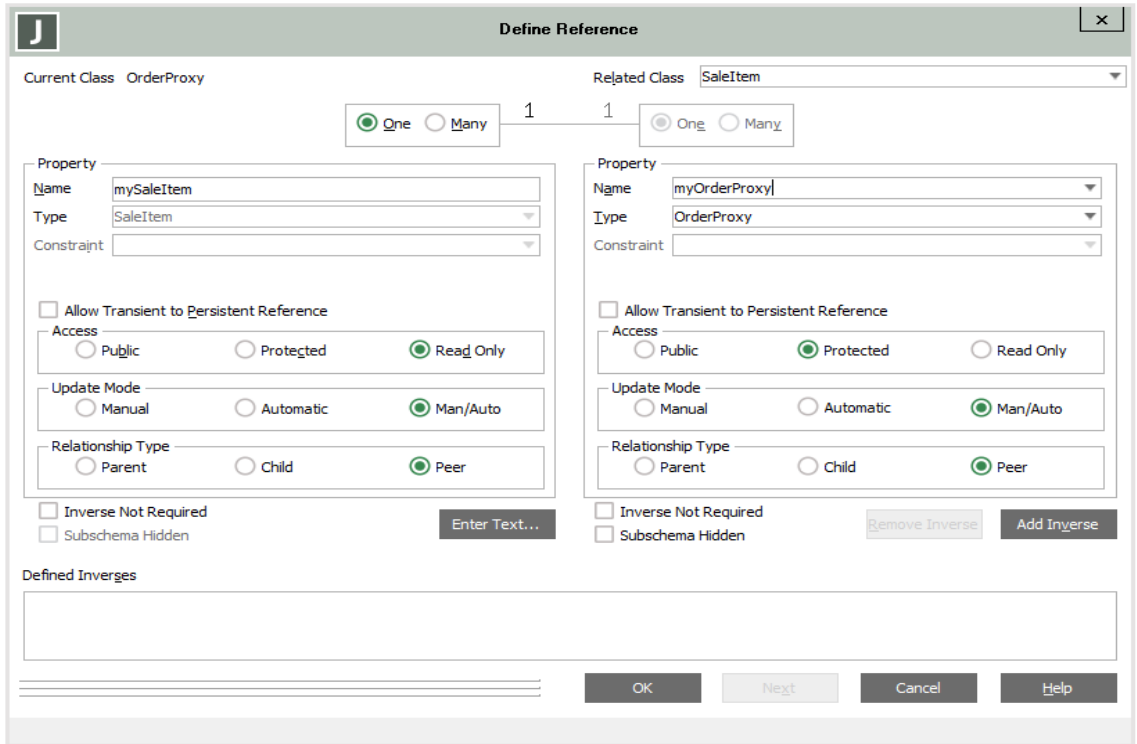 J
Define Reference
x
Current Class OrderProxy
Related Class SaleItem
One Many 1 1 One Many
Property
Name mySaleItem
Type SaleItem
Constraint
Allow Transient to Persistent Reference
Access
Public Protected Read Only
Update Mode
Manual Automatic Man/Auto
Relationship Type
Parent Child Peer
Inverse Not Required
Subschema Hidden
Enter Text...
Property
Name myOrderProxy
Type OrderProxy
Constraint
Allow Transient to Persistent Reference
Access
Public Protected Read Only
Update Mode
Manual Automatic Man/Auto
Relationship Type
Parent Child Peer
Inverse Not Required
Subschema Hidden
Remove Inverse Add Inverse
Defined Inverses
OK Next Cancel Help